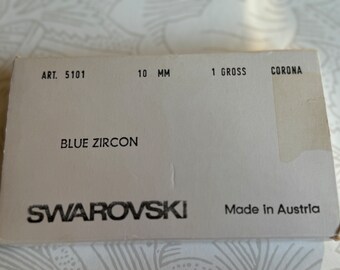 ART. 5101 10 MM 1 GROSS CORONA
BLUE ZIRCON
SWAROVSKI Made in Austria